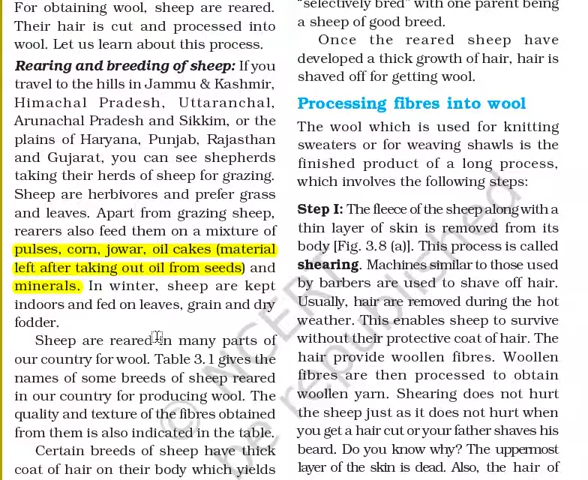 For obtaining wool, sheep are reared.
Their hair is cut and processed into
wool. Let us learn about this process.
Rearing and breeding of sheep: If you
travel to the hills in Jammu & Kashmir,
Himachal Pradesh, Uttaranchal,
Arunachal Pradesh and Sikkim, or the
plains of Haryana, Punjab, Rajasthan
and Gujarat, you can see shepherds
taking their herds of sheep for grazing.
Sheep are herbivores and prefer grass
and leaves. Apart from grazing sheep,
rearers also feed them on a mixture of
pulses, corn, jowar, oil cakes (material
left after taking out oil from seeds) and
minerals. In winter, sheep are kept
indoors and fed on leaves, grain and dry
fodder.
Sheep are reared in many parts of
our country for wool. Table 3.1 gives the
names of some breeds of sheep reared
in our country for producing wool. The
quality and texture of the fibres obtained
from them is also indicated in the table.
Certain breeds of sheep have thick
coat of hair on their body which yields
“selectively bred” with one parent being
a sheep of good breed.
Once the reared sheep have
developed a thick growth of hair, hair is
shaved off for getting wool.
Processing fibres into wool
The wool which is used for knitting
sweaters or for weaving shawls is the
finished product of a long process,
which involves the following steps:
Step I: The fleece of the sheep along with a
thin layer of skin is removed from its
body [Fig. 3.8 (a)]. This process is called
shearing. Machines similar to those used
by barbers are used to shave off hair.
Usually, hair are removed during the hot
weather. This enables sheep to survive
without their protective coat of hair. The
hair provide woollen fibres. Woollen
fibres are then processed to obtain
woollen yarn. Shearing does not hurt
the sheep just as it does not hurt when
you get a hair cut or your father shaves his
beard. Do you know why? The uppermost
layer of the skin is dead. Also, the hair of
© NCERT
be republished